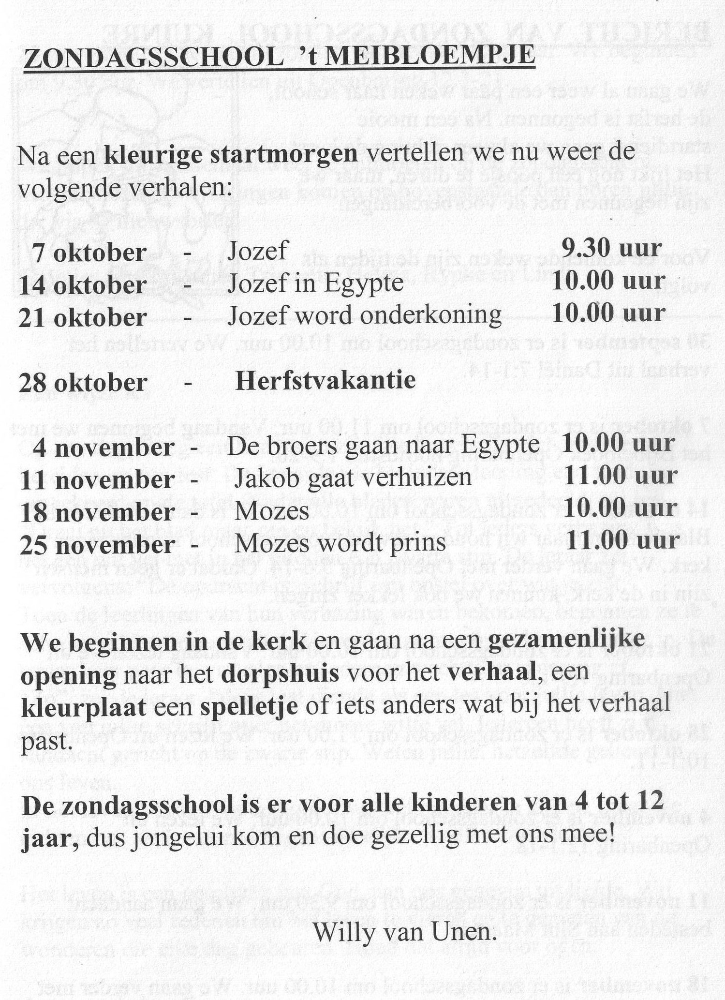 ZONDAGSSCHOOL 't MEIBLOEMPJE
Na een kleurige startmorgen vertellen we nu weer de
volgende verhalen:
7 oktober - Jozef 9.30 uur
14 oktober - Jozef in Egypte 10.00 uur
21 oktober - Jozef word onderkoning 10.00 uur
28 oktober - Herfstvakantie
4 november - De broers gaan naar Egypte 10.00 uur
11 november - Jakob gaat verhuizen 11.00 uur
18 november - Mozes 10.00 uur
25 november - Mozes wordt prins 11.00 uur
We beginnen in de kerk en gaan na een gezamenlijke
opening naar het dorpshuis voor het verhaal, een
kleurplaat een spelletje of iets anders wat bij het verhaal
past.
De zondagsschool is er voor alle kinderen van 4 tot 12
jaar, dus jongelui kom en doe gezellig met ons mee!
Willy van Unen.